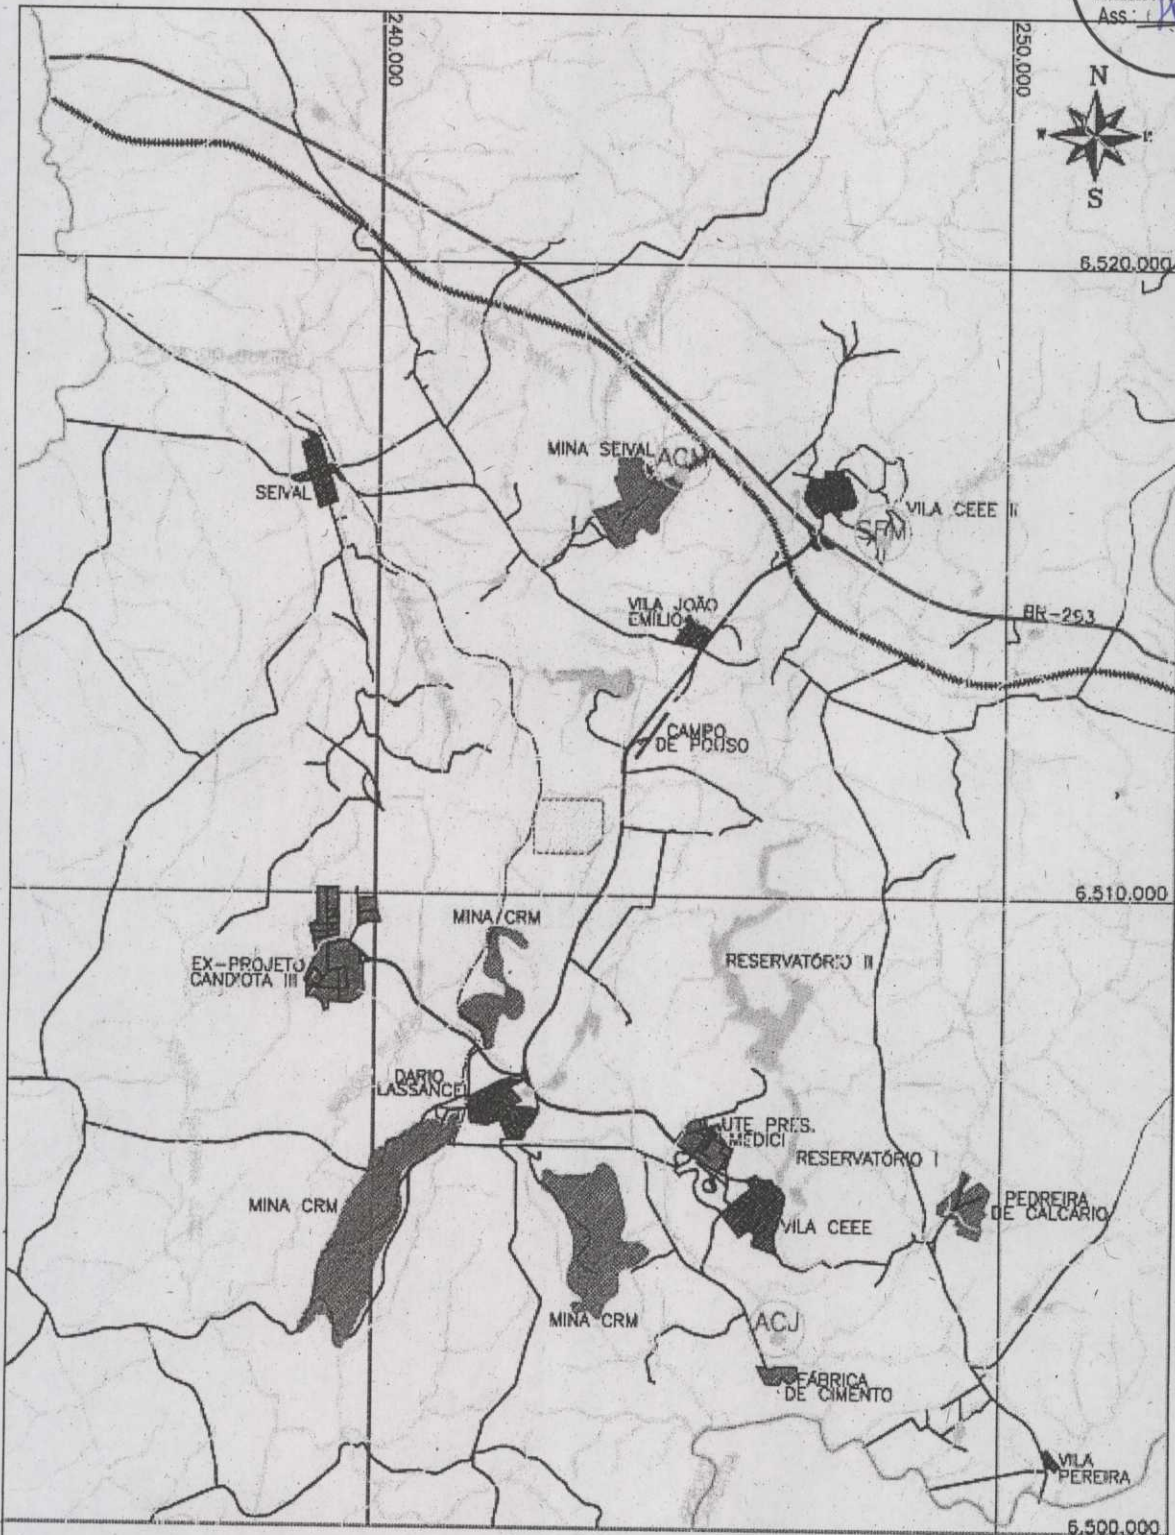 Ass.:
240.000
250.000
N
S
6.520.000
MINA SEIVAL
ACM
SEIVAL
VILA CEEE II
SFM
II
VILA JOÃO
EMILIO
BR-293
CAMPO
DE POUSO
6.510.000
MINA CRM
EX-PROJETO
CANDIOTA III
RESERVATÓRIO II
DARIO
LASSANCE
UTE PRES.
MEDICI
RESERVATÓRIO I
MINA CRM
PEDREIRA
DE CALCARIO
VILA CEEE
MINA CRM
ACJ
FÁBRICA
DE CIMENTO
VILA
PEREIRA
6.500.000